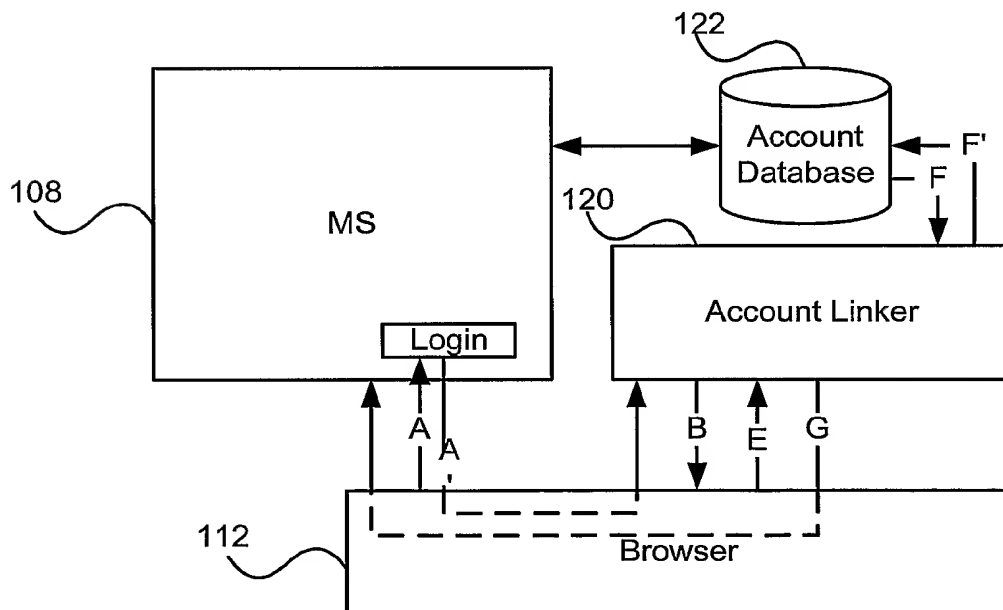 122
Account
Database
F'
F
108
120
MS
Account Linker
Login
A
A
'
B
E
G
112
Browser